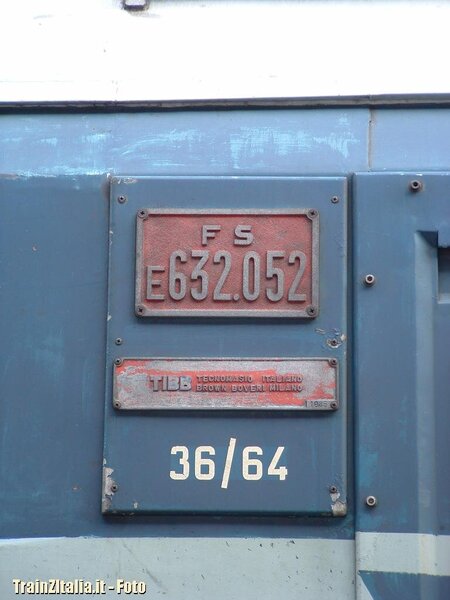 FS
E632.052
TIBB TECNOMASIO ITALIANO
BROWN BOVERI MILANO
36/64
TrainZItalia.it - Foto